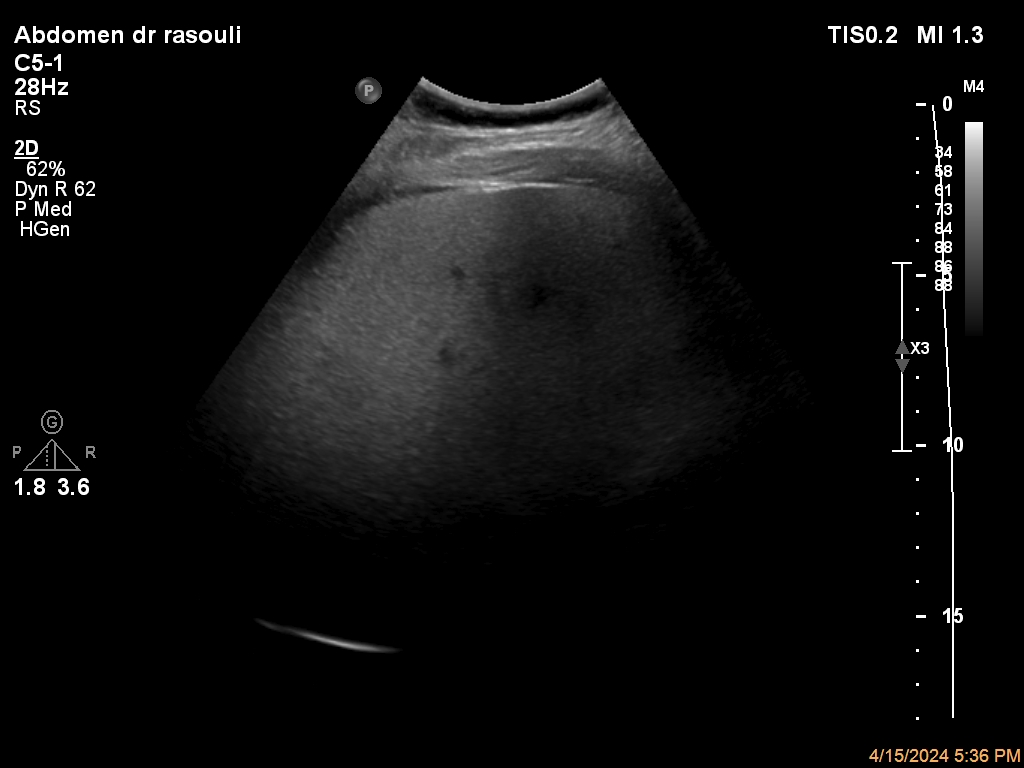 Abdomen dr rasouli
TIS0.2 MI 1.3
C5-1
28Hz
RS
P
M4
0
2D
62%
Dyn R 62
P Med
HGen
34
58
61
73
84
88
86
5
88
X3
10
G
P R
1.8 3.6
15
4/15/2024 5:36 PM